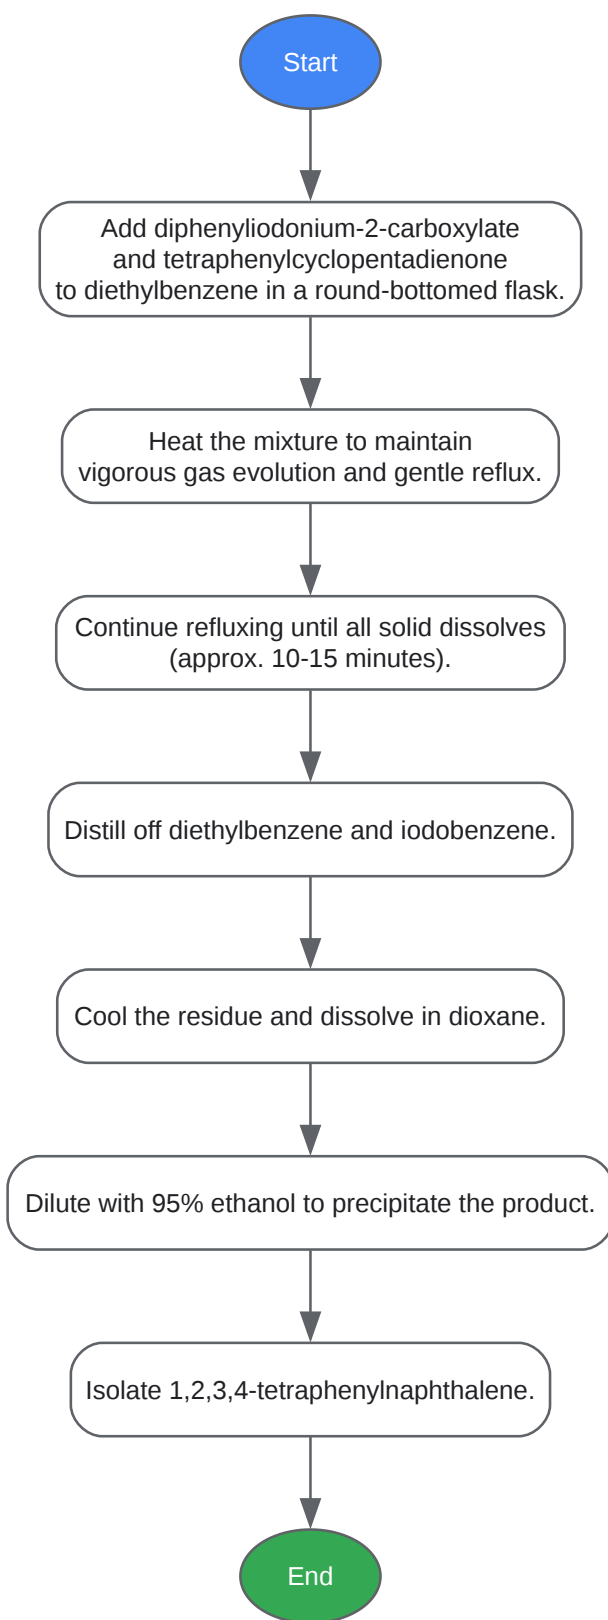 Start
Add diphenyliodonium-2-carboxylate
and tetraphenylcyclopentadienone
to diethylbenzene in a round-bottomed flask.
Heat the mixture to maintain
vigorous gas evolution and gentle reflux.
Continue refluxing until all solid dissolves
(approx. 10-15 minutes).
Distill off diethylbenzene and iodobenzene.
Cool the residue and dissolve in dioxane.
Dilute with 95% ethanol to precipitate the product.
Isolate 1,2,3,4-tetraphenylnaphthalene.
End